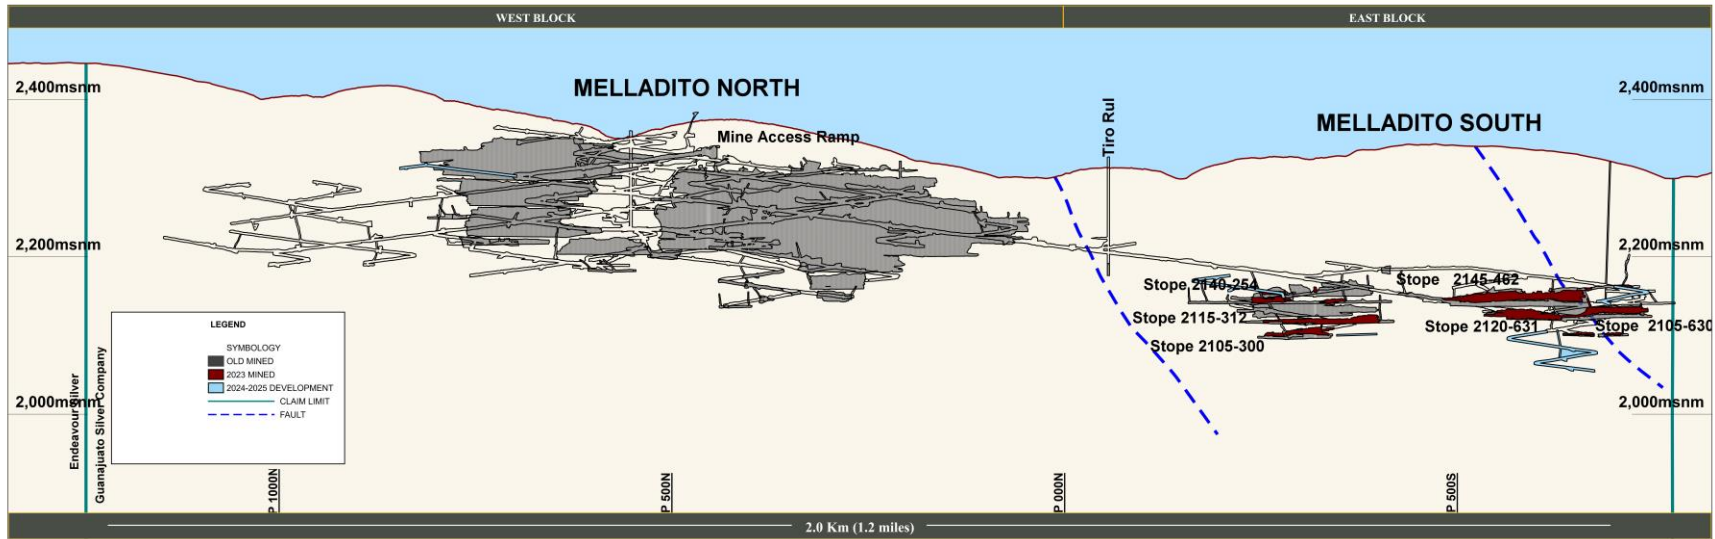 WEST BLOCK
EAST BLOCK
2,400msnm
MELLADITO NORTH
2,400msnm
Mine Access Ramp
Tiro Rul
MELLADITO SOUTH
2,200msnm
2,200msnm
Stope 2140-254
Stope 2145-462
Stope 2115-312
Stope 2120-631
Stope 2105-630
Stope 2105-300
LEGEND
SYMBOLOGY
OLD MINED
2023 MINED
2024-2025 DEVELOPMENT
CLAIM LIMIT
FAULT
2,000msnm
2,000msnm
Endeavour Silver
Guanajuato Silver Company
P 1000N
P 500N
P 000N
P 500S
2.0 Km (1.2 miles)